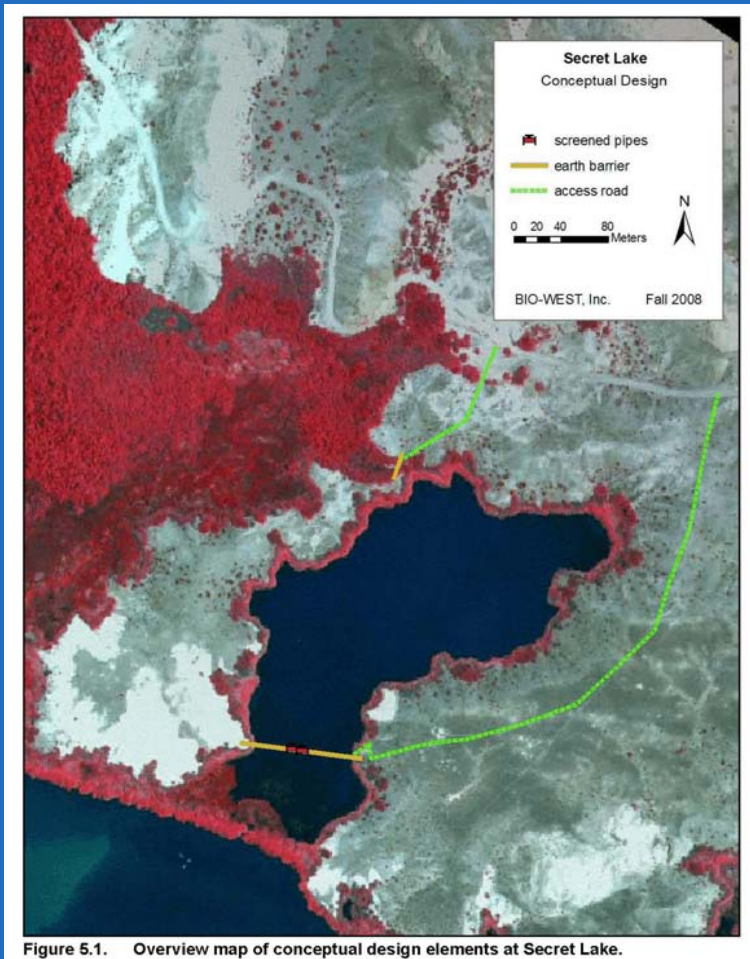 Secret Lake
Conceptual Design
screened pipes
earth barrier
access road
N
0 20 40 80
Meters
BIO-WEST, Inc. Fall 2008
Figure 5.1. Overview map of conceptual design elements at Secret Lake.